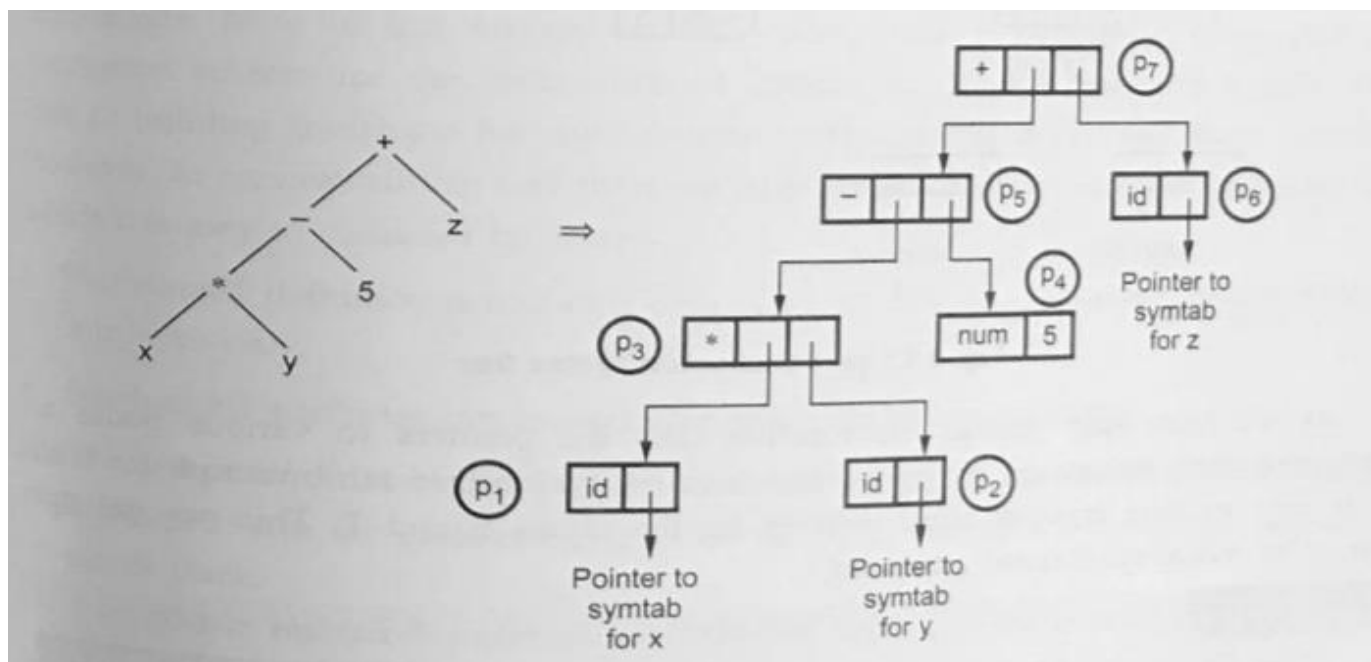 +
− z
* 5
x y
⇒
+ p7
− p5
id p6
Pointer to
symtab
for z
p4
num 5
p3 *
p1 id
Pointer to
symtab
for x
id p2
Pointer to
symtab
for y